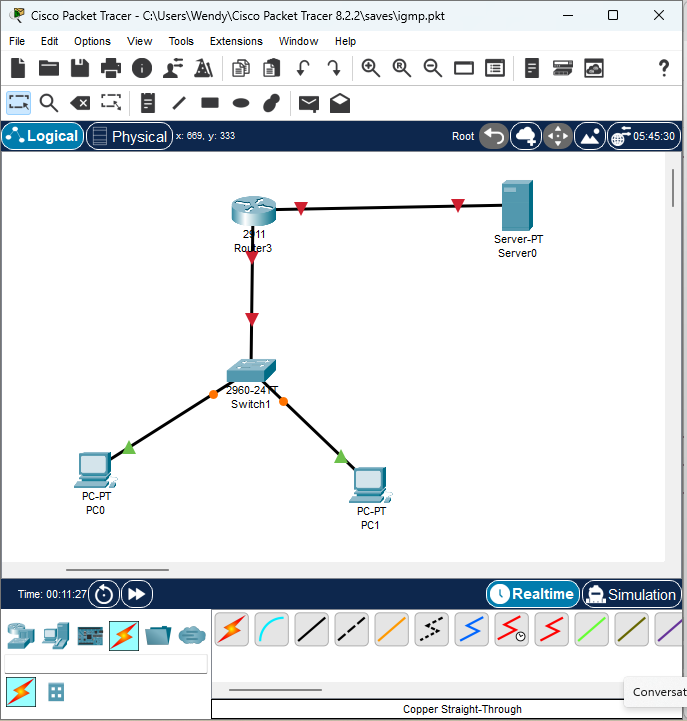 Cisco Packet Tracer - C:\Users\Wendy\Cisco Packet Tracer 8.2.2\saves\igmp.pkt
File Edit Options View Tools Extensions Window Help
Logical Physical x: 669, y: 333 Root 05:45:30
2911
Router3
Server-PT
Server0
2960-24TT
Switch1
PC-PT
PC0
PC-PT
PC1
Time: 00:11:27 Realtime Simulation
Conversat
Copper Straight-Through